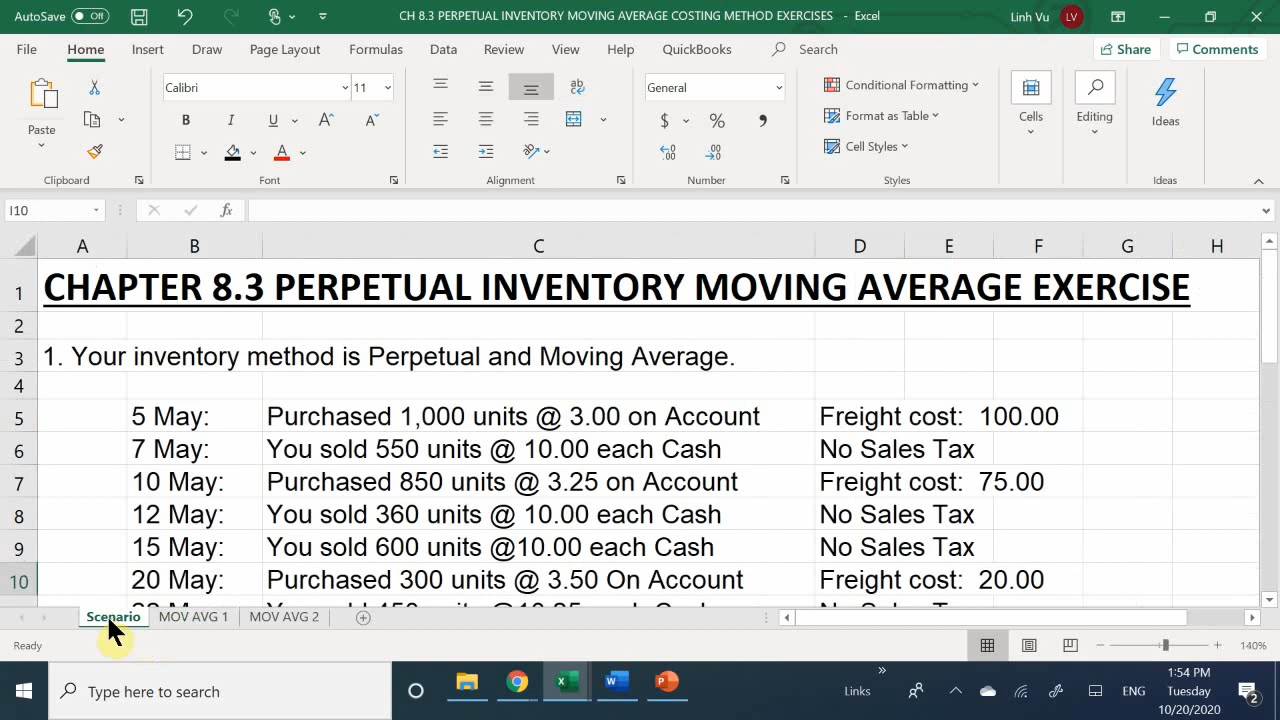 AutoSave Off CH 8.3 PERPETUAL INVENTORY MOVING AVERAGE COSTING METHOD EXERCISES - Excel Linh Vu LV
File Home Insert Draw Page Layout Formulas Data Review View Help QuickBooks Search Share Comments
Paste Calibri 11 General Conditional Formatting Format as Table Cell Styles Cells Editing Ideas
Clipboard Font Alignment Number Styles Ideas
I10 fx
A B C D E F G H
1 CHAPTER 8.3 PERPETUAL INVENTORY MOVING AVERAGE EXERCISE
2
3 1. Your inventory method is Perpetual and Moving Average.
4
5 5 May: Purchased 1,000 units @ 3.00 on Account Freight cost: 100.00
6 7 May: You sold 550 units @ 10.00 each Cash No Sales Tax
7 10 May: Purchased 850 units @ 3.25 on Account Freight cost: 75.00
8 12 May: You sold 360 units @ 10.00 each Cash No Sales Tax
9 15 May: You sold 600 units @10.00 each Cash No Sales Tax
10 20 May: Purchased 300 units @ 3.50 On Account Freight cost: 20.00
Scenario MOV AVG 1 MOV AVG 2
Ready 140%
Type here to search Links ENG 1:54 PM
Tuesday
10/20/2020 2